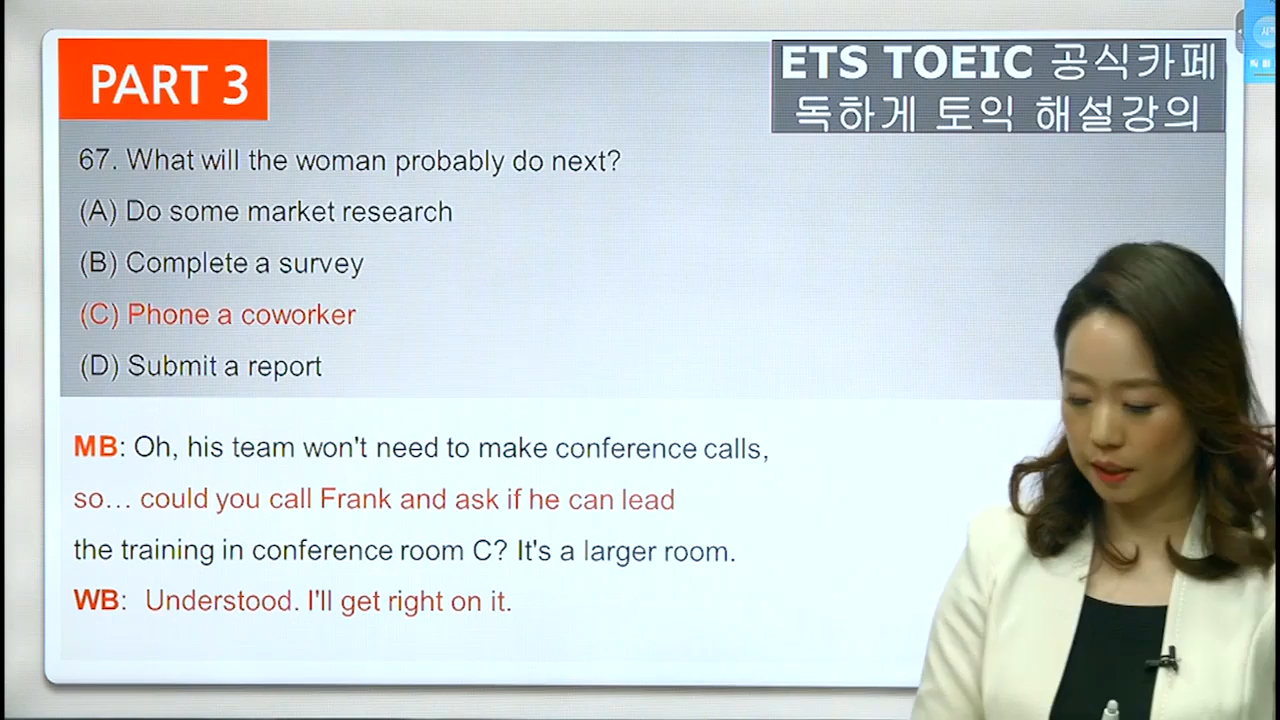 PART 3
ETS TOEIC 공식카페
독하게 토익 해설강의
67. What will the woman probably do next?
(A) Do some market research
(B) Complete a survey
(C) Phone a coworker
(D) Submit a report
MB: Oh, his team won't need to make conference calls,
so... could you call Frank and ask if he can lead
the training in conference room C? It's a larger room.
WB: Understood. I'll get right on it.